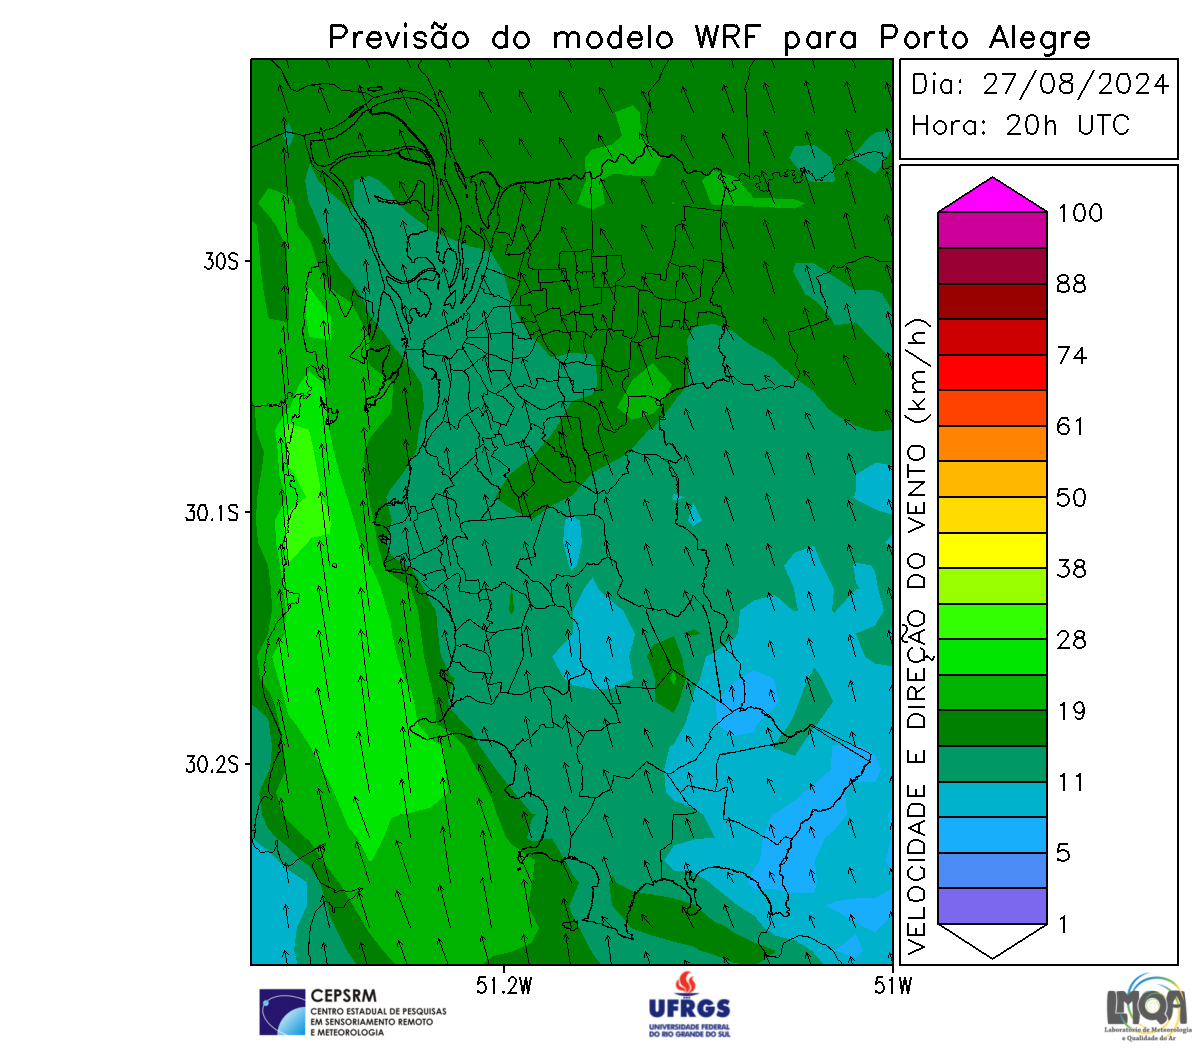 Previsão do modelo WRF para Porto Alegre
Dia: 27/08/2024
Hora: 20h UTC
100
88
74
61
50
38
28
19
11
5
1
VELOCIDADE E DIREÇÃO DO VENTO (km/h)
30S
30.1S
30.2S
51.2W
51W
CEPSRM
CENTRO ESTADUAL DE PESQUISAS
EM SENSORIAMENTO REMOTO
E METEOROLOGIA
UFRGS
UNIVERSIDADE FEDERAL
DO RIO GRANDE DO SUL
LMQA
Laboratório de Meteorologia
e Qualidade do Ar